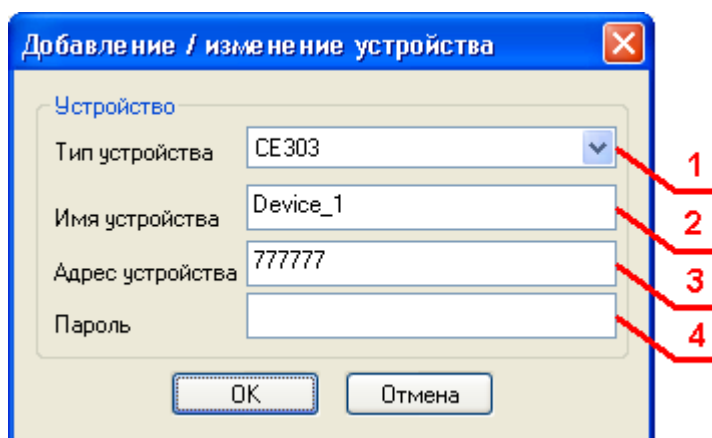 Добавление / изменение устройства
Устройство
Тип устройства CE303 1
Имя устройства Device_1 2
Адрес устройства 777777 3
Пароль 4
OK Отмена